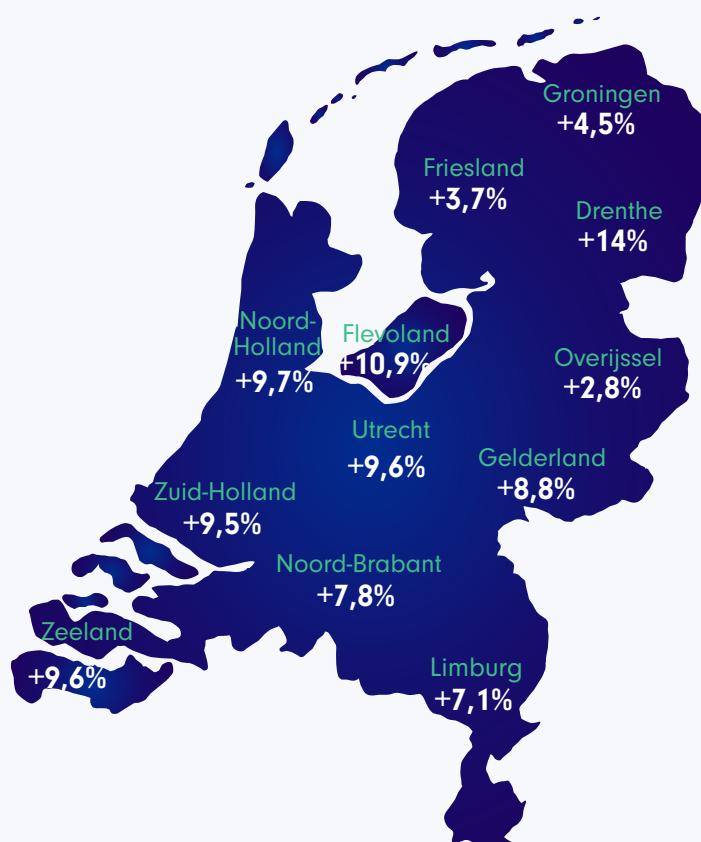 Groningen
+4,5%
Friesland
+3,7%
Drenthe
+14%
Noord-
Holland
+9,7%
Flevoland
+10,9%
Overijssel
+2,8%
Utrecht
+9,6%
Gelderland
+8,8%
Zuid-Holland
+9,5%
Noord-Brabant
+7,8%
Zeeland
+9,6%
Limburg
+7,1%